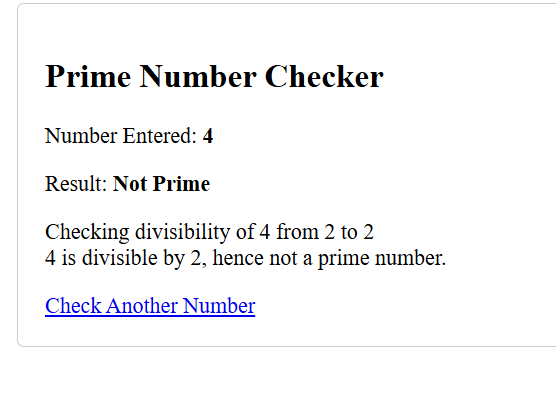 Prime Number Checker
Number Entered: 4
Result: Not Prime
Checking divisibility of 4 from 2 to 2
4 is divisible by 2, hence not a prime number.
Check Another Number